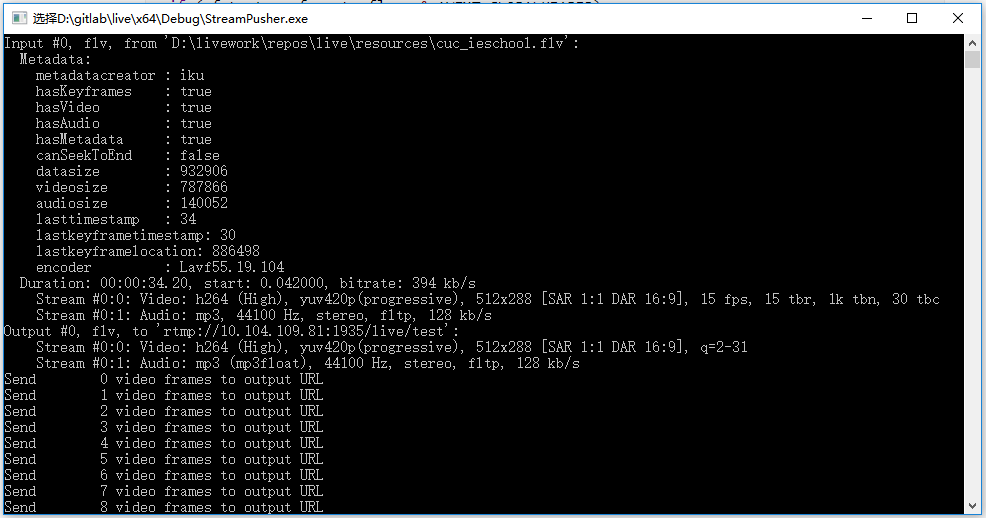 选择D:\gitlab\live\x64\Debug\StreamPusher.exe
Input #0, flv, from 'D:\livework\repos\live\resources\cuc_ieschool.flv':
  Metadata:
    metadatacreator : iku
    hasKeyframes    : true
    hasVideo        : true
    hasAudio        : true
    hasMetadata     : true
    canSeekToEnd    : false
    datasize        : 932906
    videosize       : 787866
    audiosize       : 140052
    lasttimestamp   : 34
    lastkeyframetimestamp: 30
    lastkeyframelocation: 886498
    encoder         : Lavf55.19.104
  Duration: 00:00:34.20, start: 0.042000, bitrate: 394 kb/s
    Stream #0:0: Video: h264 (High), yuv420p(progressive), 512x288 [SAR 1:1 DAR 16:9], 15 fps, 15 tbr, 1k tbn, 30 tbc
    Stream #0:1: Audio: mp3, 44100 Hz, stereo, fltp, 128 kb/s
Output #0, flv, to 'rtmp://10.104.109.81:1935/live/test':
    Stream #0:0: Video: h264 (High), yuv420p(progressive), 512x288 [SAR 1:1 DAR 16:9], q=2-31
    Stream #0:1: Audio: mp3 (mp3float), 44100 Hz, stereo, fltp, 128 kb/s
Send        0 video frames to output URL
Send        1 video frames to output URL
Send        2 video frames to output URL
Send        3 video frames to output URL
Send        4 video frames to output URL
Send        5 video frames to output URL
Send        6 video frames to output URL
Send        7 video frames to output URL
Send        8 video frames to output URL